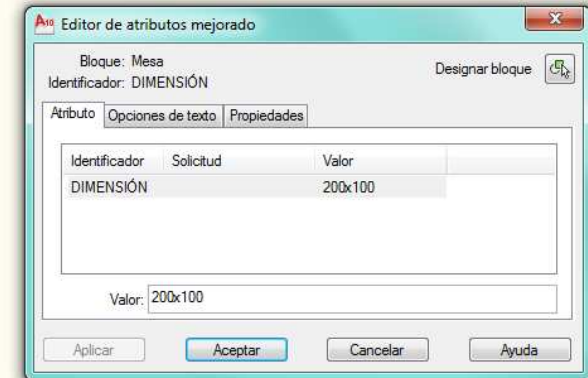 A10 Editor de atributos mejorado
Bloque: Mesa
Designar bloque
Identificador: DIMENSIÓN
Atributo Opciones de texto Propiedades
Identificador Solicitud Valor
DIMENSIÓN 200x100
Valor: 200x100
Aplicar Aceptar Cancelar Ayuda